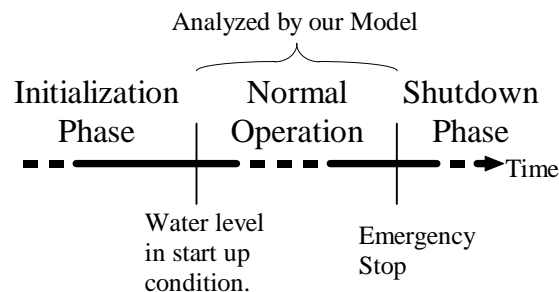 Analyzed by our Model
Initialization
Phase
Normal
Operation
Shutdown
Phase
Time
Water level
in start up
condition.
Emergency
Stop